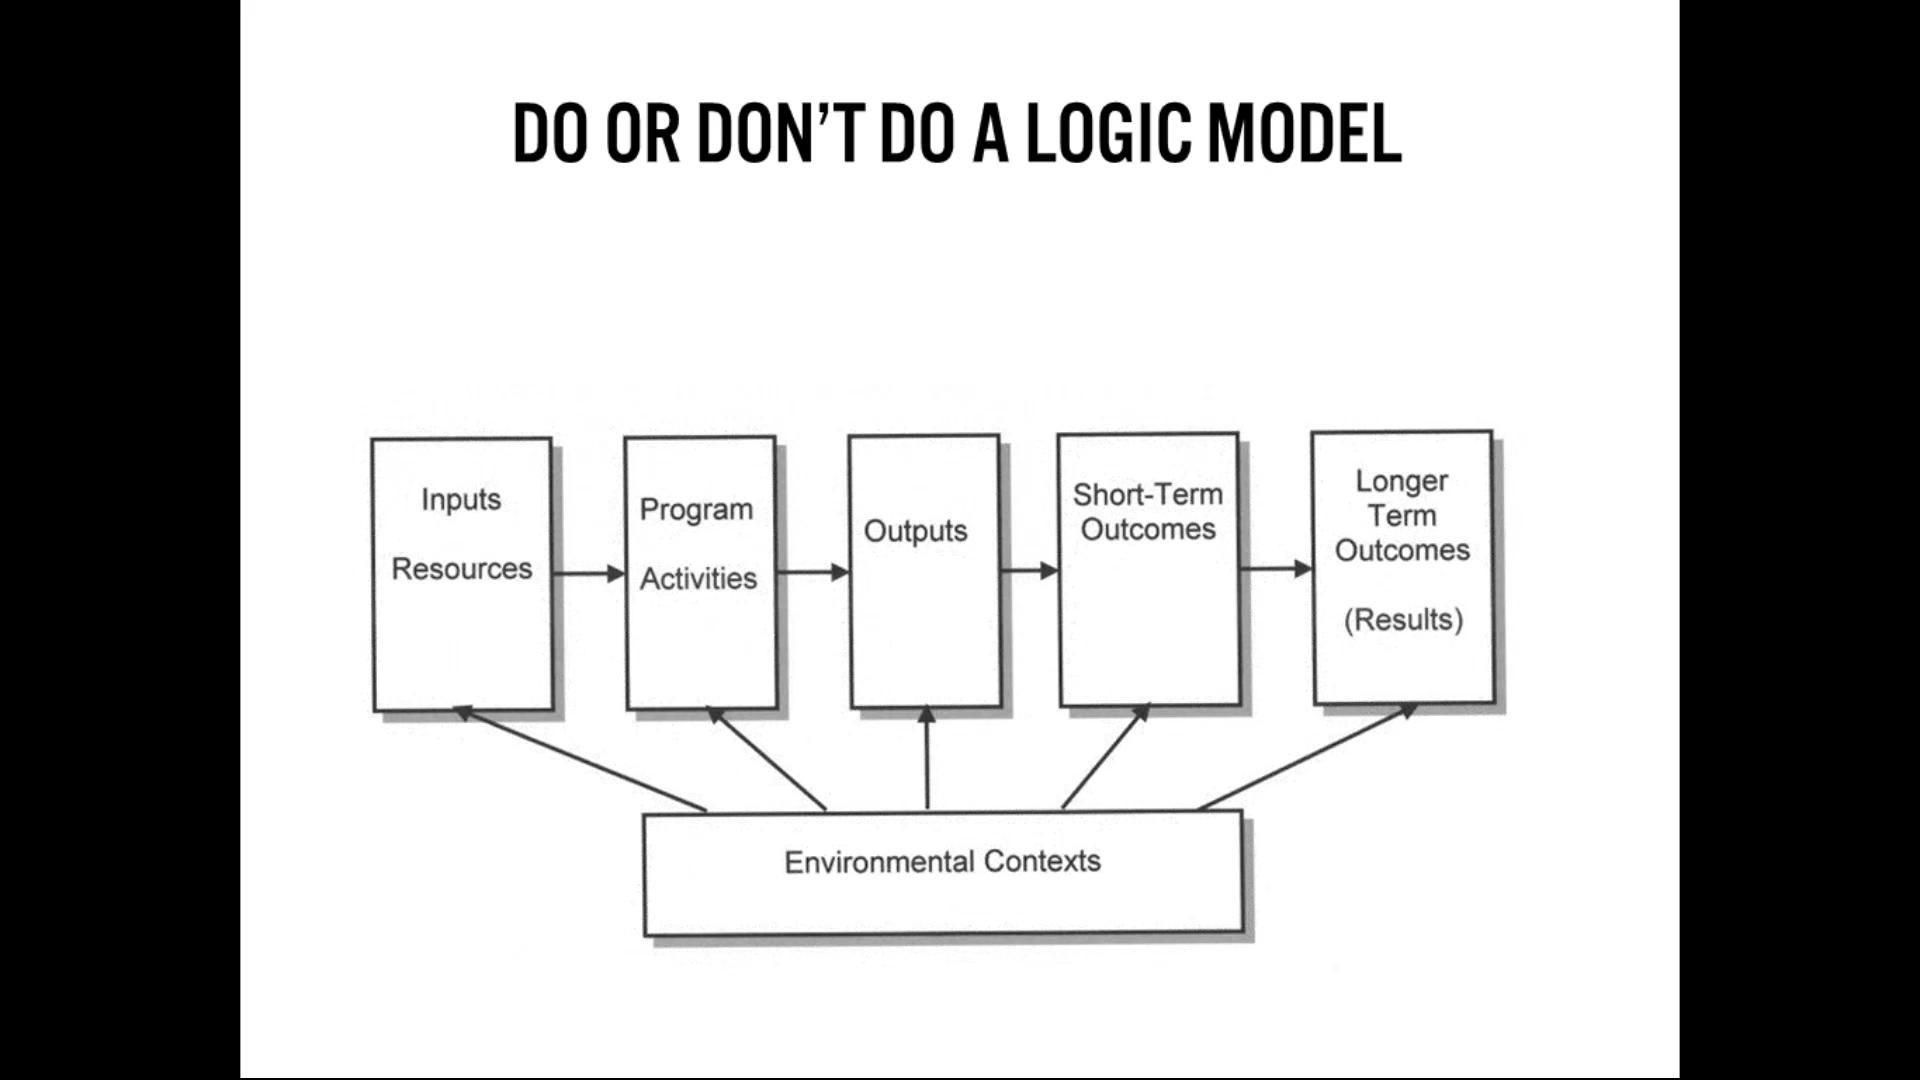 DO OR DON’T DO A LOGIC MODEL
Inputs
Resources
Program
Activities
Outputs
Short-Term
Outcomes
Longer
Term
Outcomes
(Results)
Environmental Contexts